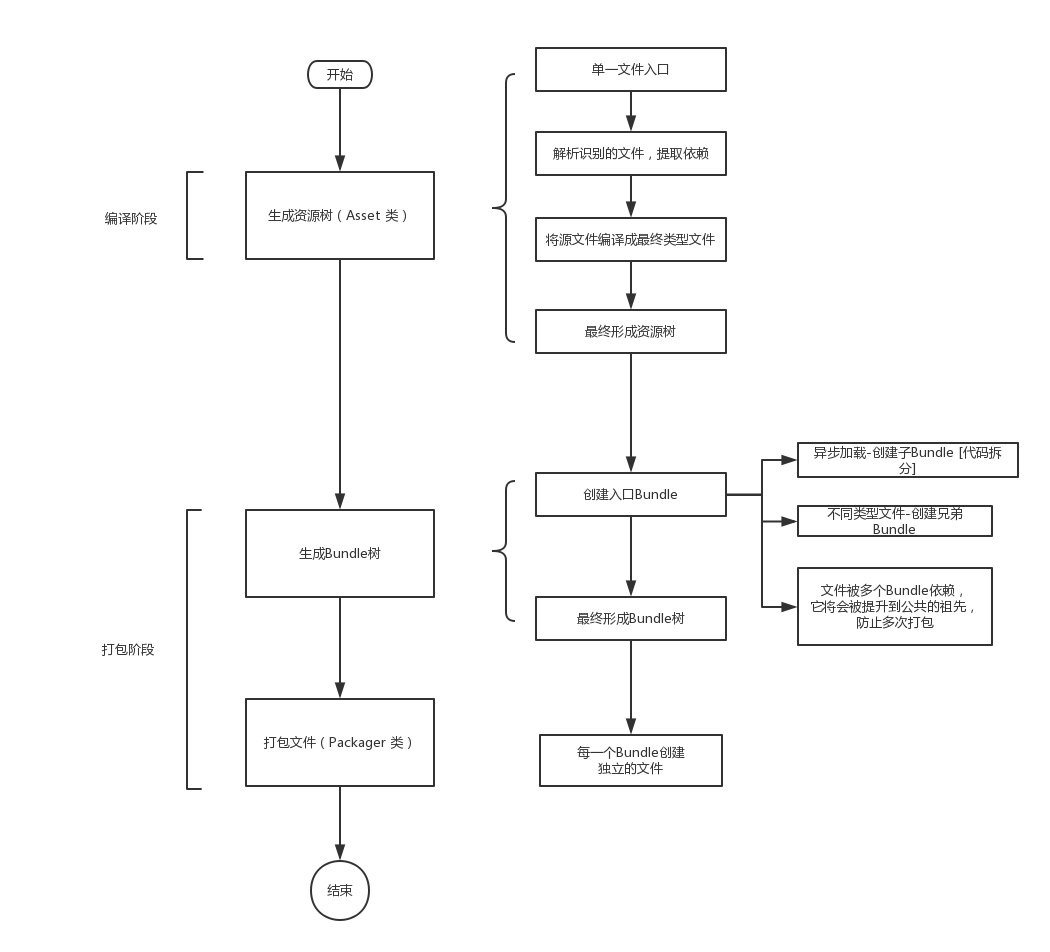 开始
编译阶段
生成资源树（Asset 类）
生成Bundle树
打包阶段
打包文件（Packager 类）
结束
单一文件入口
解析识别的文件，提取依赖
将源文件编译成最终类型文件
最终形成资源树
创建入口Bundle
最终形成Bundle树
每一个Bundle创建
独立的文件
异步加载-创建子Bundle [代码拆
分]
不同类型文件-创建兄弟
Bundle
文件被多个Bundle依赖，
它将会被提升到公共的祖先，
防止多次打包